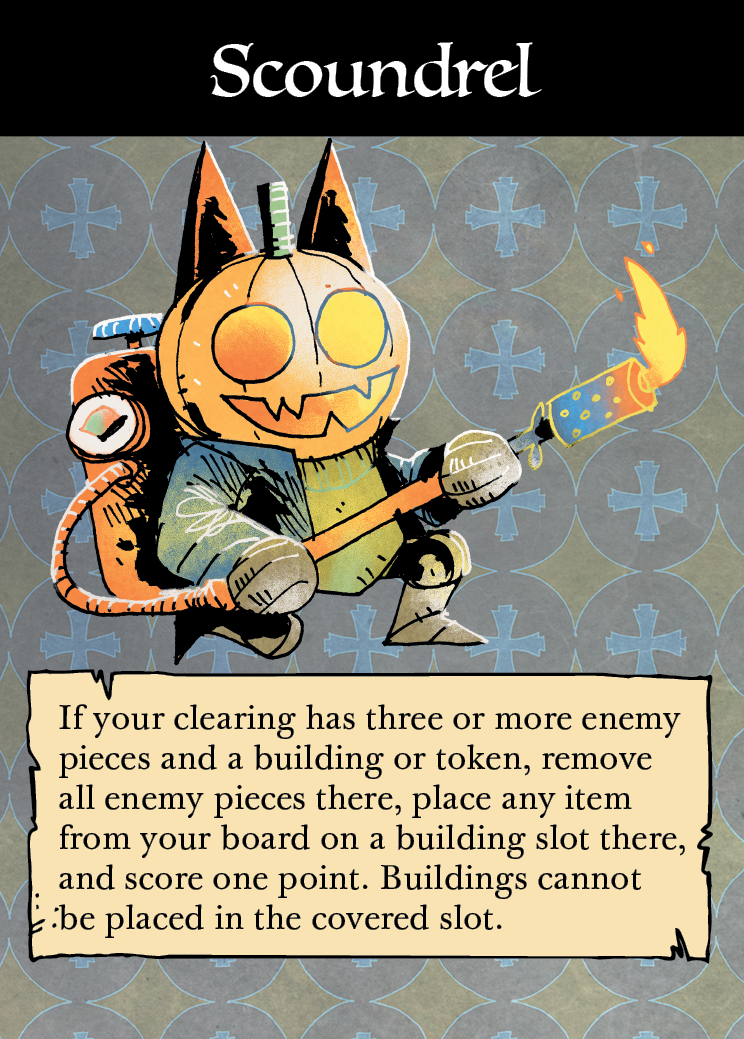 Scoundrel
If your clearing has three or more enemy
pieces and a building or token, remove
all enemy pieces there, place any item
from your board on a building slot there,
and score one point. Buildings cannot
be placed in the covered slot.